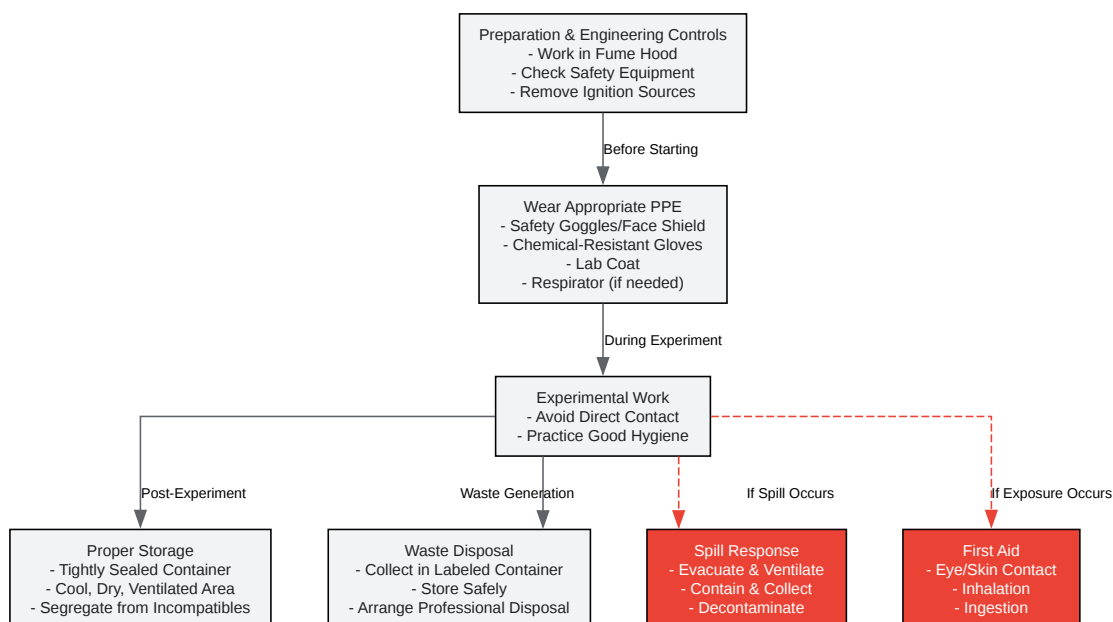 Preparation & Engineering Controls
- Work in Fume Hood
- Check Safety Equipment
- Remove Ignition Sources
Before Starting
Wear Appropriate PPE
- Safety Goggles/Face Shield
- Chemical-Resistant Gloves
- Lab Coat
- Respirator (if needed)
During Experiment
Experimental Work
- Avoid Direct Contact
- Practice Good Hygiene
Post-Experiment
Waste Generation
If Spill Occurs
If Exposure Occurs
Proper Storage
- Tightly Sealed Container
- Cool, Dry, Ventilated Area
- Segregate from Incompatibles
Waste Disposal
- Collect in Labeled Container
- Store Safely
- Arrange Professional Disposal
Spill Response
- Evacuate & Ventilate
- Contain & Collect
- Decontaminate
First Aid
- Eye/Skin Contact
- Inhalation
- Ingestion